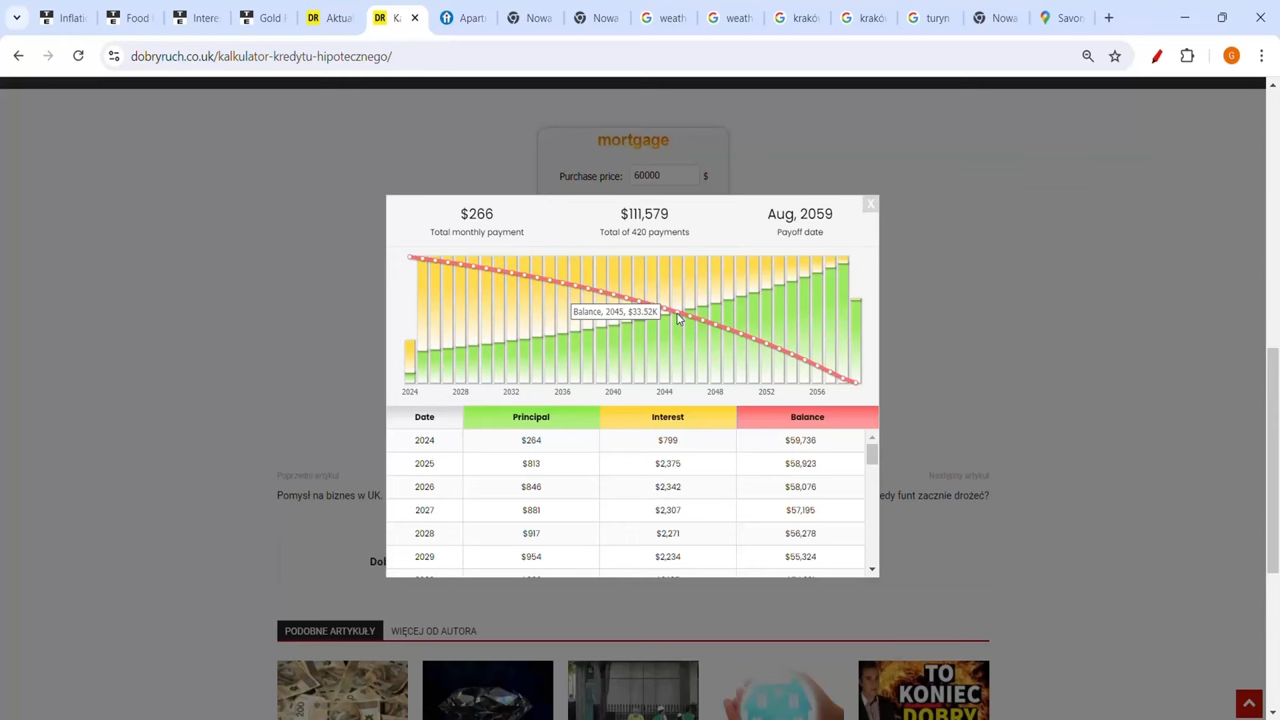 Inflati
Food I
Intere
Gold P
DR Aktua
DR Ka
Apart
Nowa
Nowa
weath
weath
krakó
krakó
turyn
Nowa
Savon
dobryruch.co.uk/kalkulator-kredytu-hipotecznego/
G
mortgage
Purchase price: 60000 $
X
$266 $111,579 Aug, 2059
Total monthly payment Total of 420 payments Payoff date
Balance, 2045, $33.52K
2024 2028 2032 2036 2040 2044 2048 2052 2056
Date Principal Interest Balance
2024 $264 $799 $59,736
2025 $813 $2,375 $58,923
2026 $846 $2,342 $58,076
2027 $881 $2,307 $57,195
2028 $917 $2,271 $56,278
2029 $954 $2,234 $55,324
Poprzedni artykuł Następny artykuł
Pomysł na biznes w UK. edy funt zacznie drożeć?
Dob
PODOBNE ARTYKUŁY WIĘCEJ OD AUTORA
TO
KONIEC
DOBRY